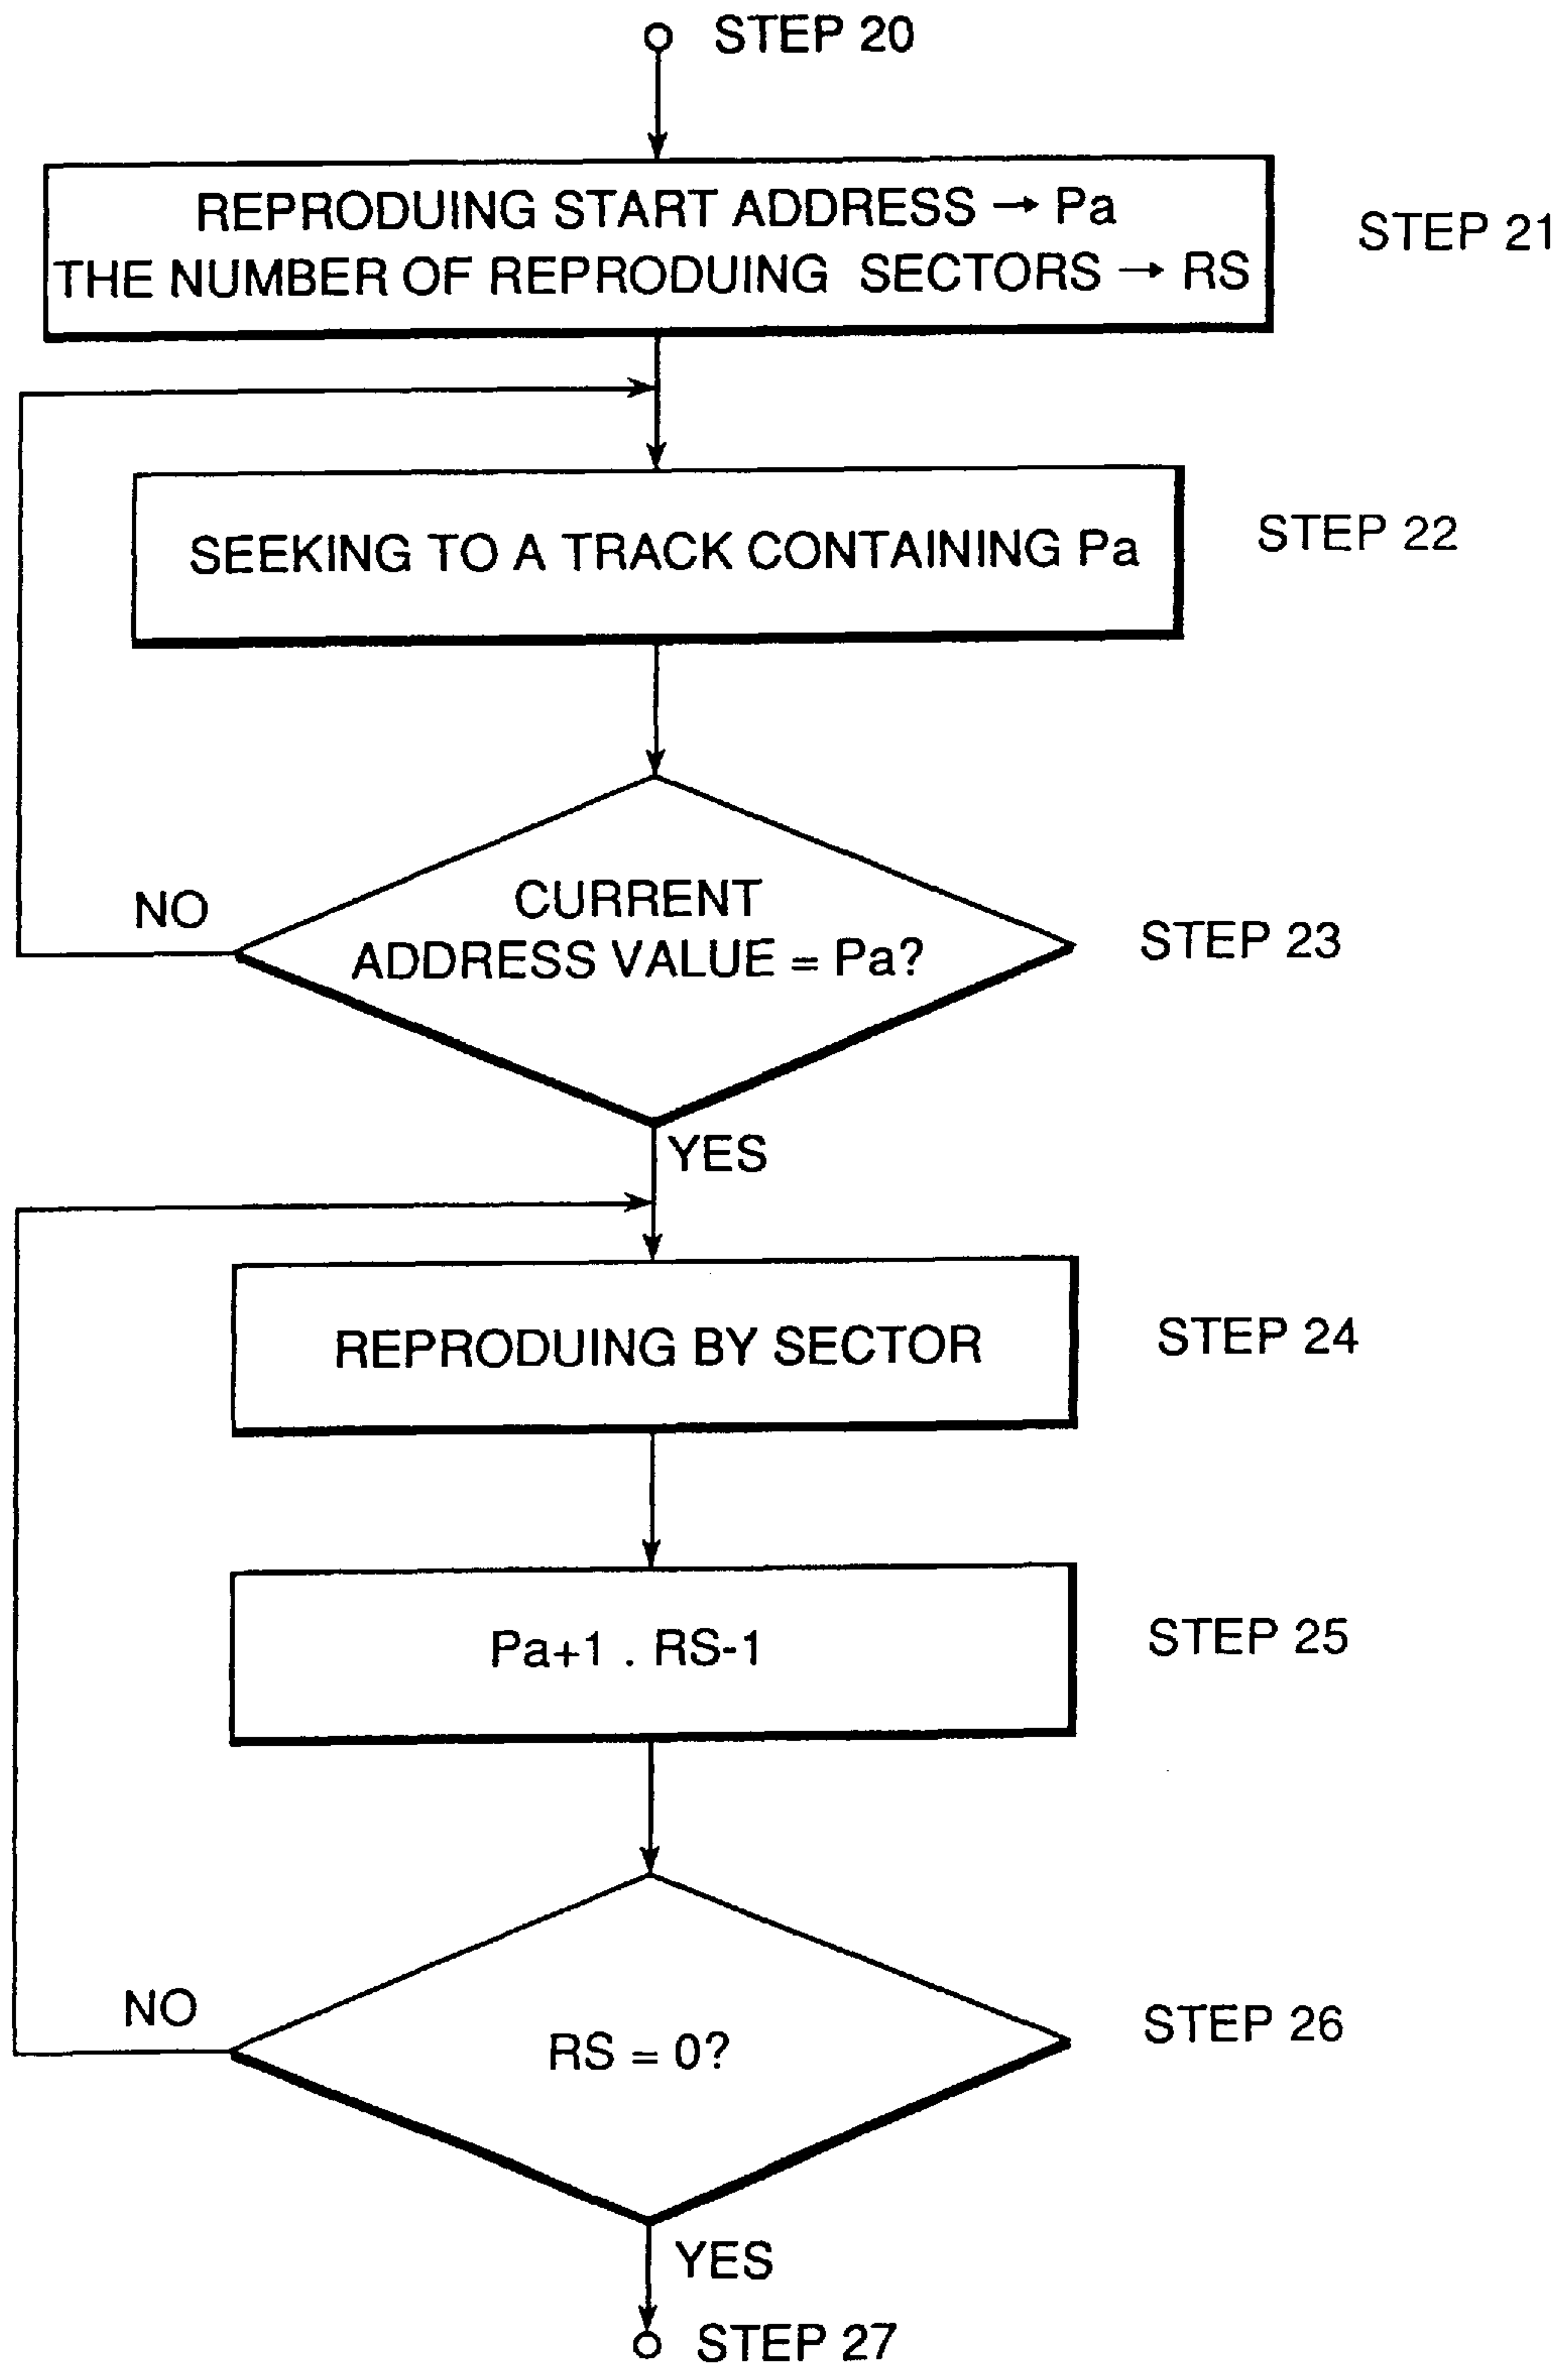 STEP 20
REPRODUING START ADDRESS → Pa
THE NUMBER OF REPRODUING SECTORS → RS
STEP 21
SEEKING TO A TRACK CONTAINING Pa
STEP 22
CURRENT
ADDRESS VALUE = Pa?
STEP 23
NO
YES
REPRODUING BY SECTOR
STEP 24
Pa+1 . RS-1
STEP 25
RS = 0?
STEP 26
NO
YES
STEP 27